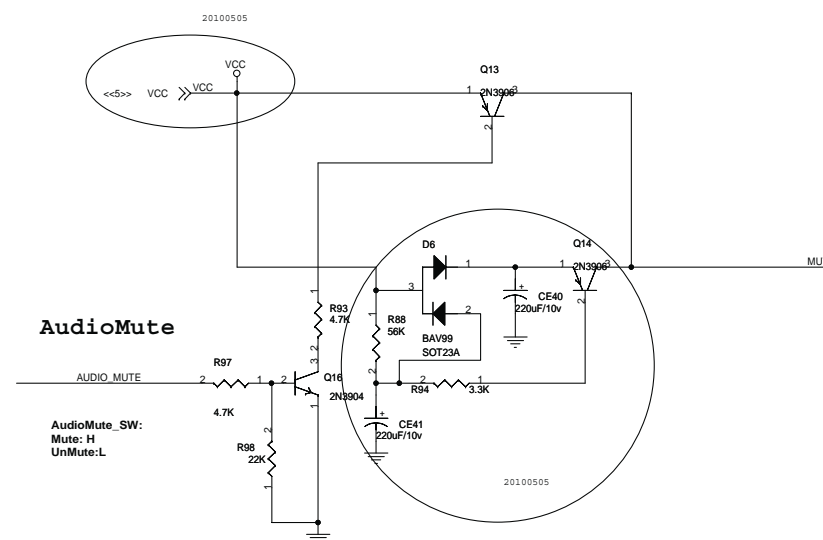 20100505
VCC
<<5>> VCC VCC
Q13
1 2N3906 3
2
D6
Q14
1
1 2N3906 3
MU
3
1
R93
4.7K
2
1
R88
56K
2
+
CE40
220uF/10v
2
2
BAV99
SOT23A
AudioMute
R97
3
Q16
AUDIO_MUTE
2 1 2
2N3904
1
2 R94 1 3.3K
4.7K
AudioMute_SW:
Mute: H
UnMute:L
+
CE41
220uF/10v
2
R98
22K
1
20100505